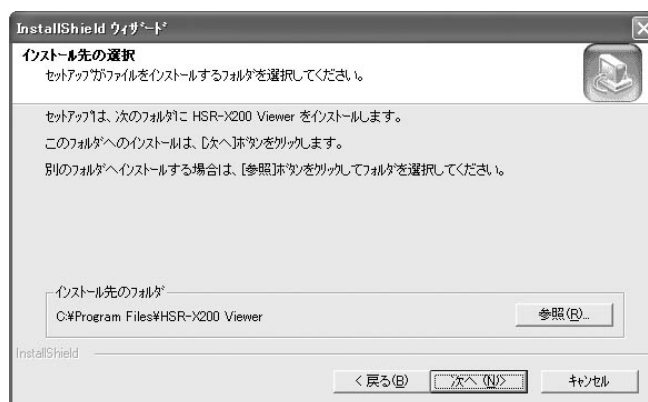 InstallShield ウィザード
インストール先の選択
セットアップがファイルをインストールするフォルダを選択してください。
セットアップは、次のフォルダに HSR-X200 Viewer をインストールします。
このフォルダへのインストールは、[次へ]ボタンをクリックします。
別のフォルダへインストールする場合は、[参照]ボタンをクリックしてフォルダを選択してください。
インストール先のフォルダ
C:¥Program Files¥HSR-X200 Viewer
参照(R)...
InstallShield
< 戻る(B)
次へ (N)>
キャンセル